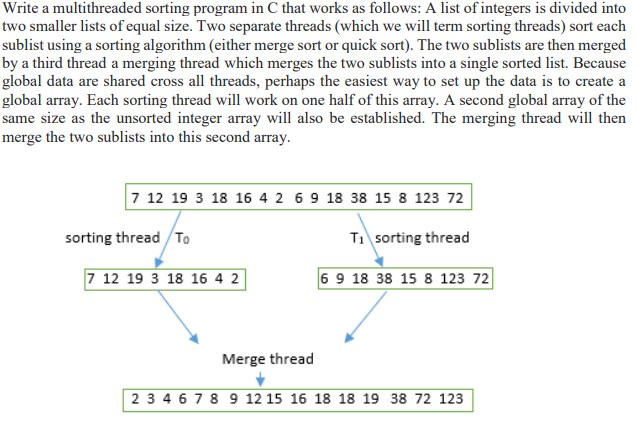 Write a multithreaded sorting program in C that works as follows: A list of integers is divided into
two smaller lists of equal size. Two separate threads (which we will term sorting threads) sort each
sublist using a sorting algorithm (either merge sort or quick sort). The two sublists are then merged
by a third thread a merging thread which merges the two sublists into a single sorted list. Because
global data are shared cross all threads, perhaps the easiest way to set up the data is to create a
global array. Each sorting thread will work on one half of this array. A second global array of the
same size as the unsorted integer array will also be established. The merging thread will then
merge the two sublists into this second array.
7 12 19 3 18 16 4 2 6 9 18 38 15 8 123 72
sorting thread T0 T1 sorting thread
7 12 19 3 18 16 4 2 6 9 18 38 15 8 123 72
Merge thread
2 3 4 6 7 8 9 12 15 16 18 18 19 38 72 123